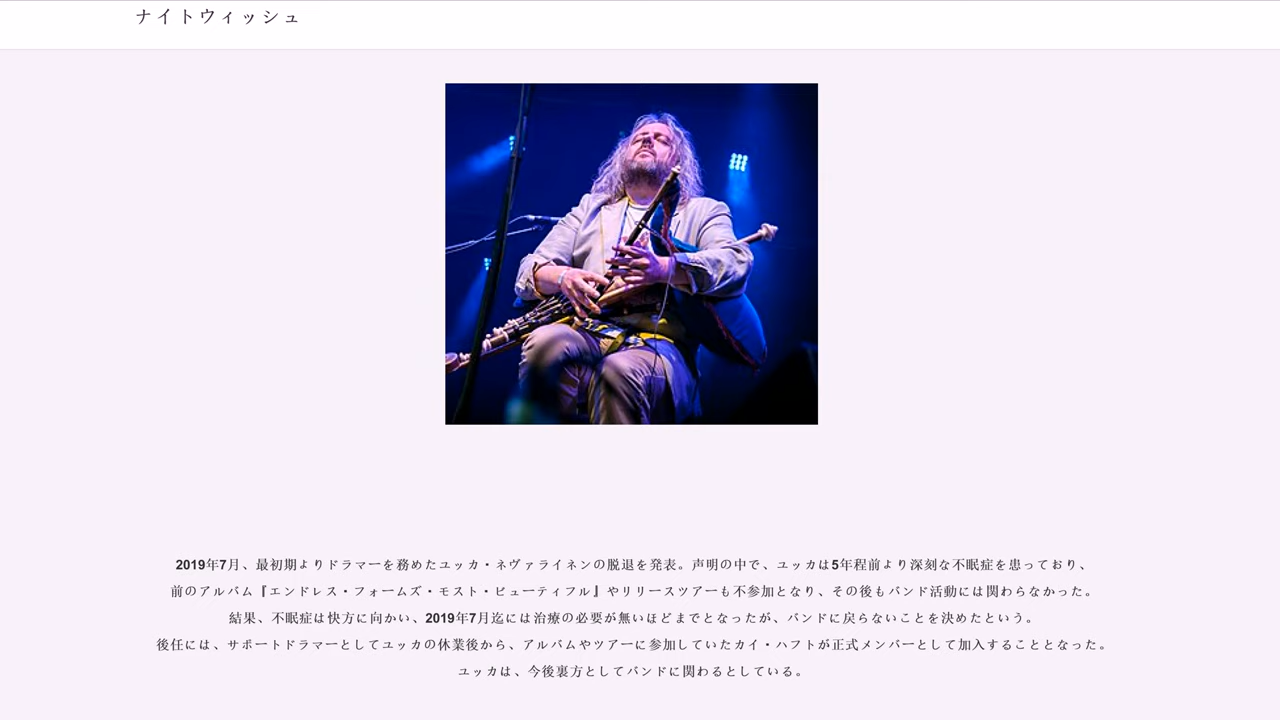 ナイトウィッシュ
2019年7月、最初期よりドラマーを務めたユッカ・ネヴァライネンの脱退を発表。声明の中で、ユッカは5年程前より深刻な不眠症を患っており、
前のアルバム『エンドレス・フォームズ・モスト・ビューティフル』やリリースツアーも不参加となり、その後もバンド活動には関わらなかった。
結果、不眠症は快方に向かい、2019年7月迄には治療の必要が無いほどまでとなったが、バンドに戻らないことを決めたという。
後任には、サポートドラマーとしてユッカの休業後から、アルバムやツアーに参加していたカイ・ハフトが正式メンバーとして加入することとなった。
ユッカは、今後裏方としてバンドに関わるとしている。